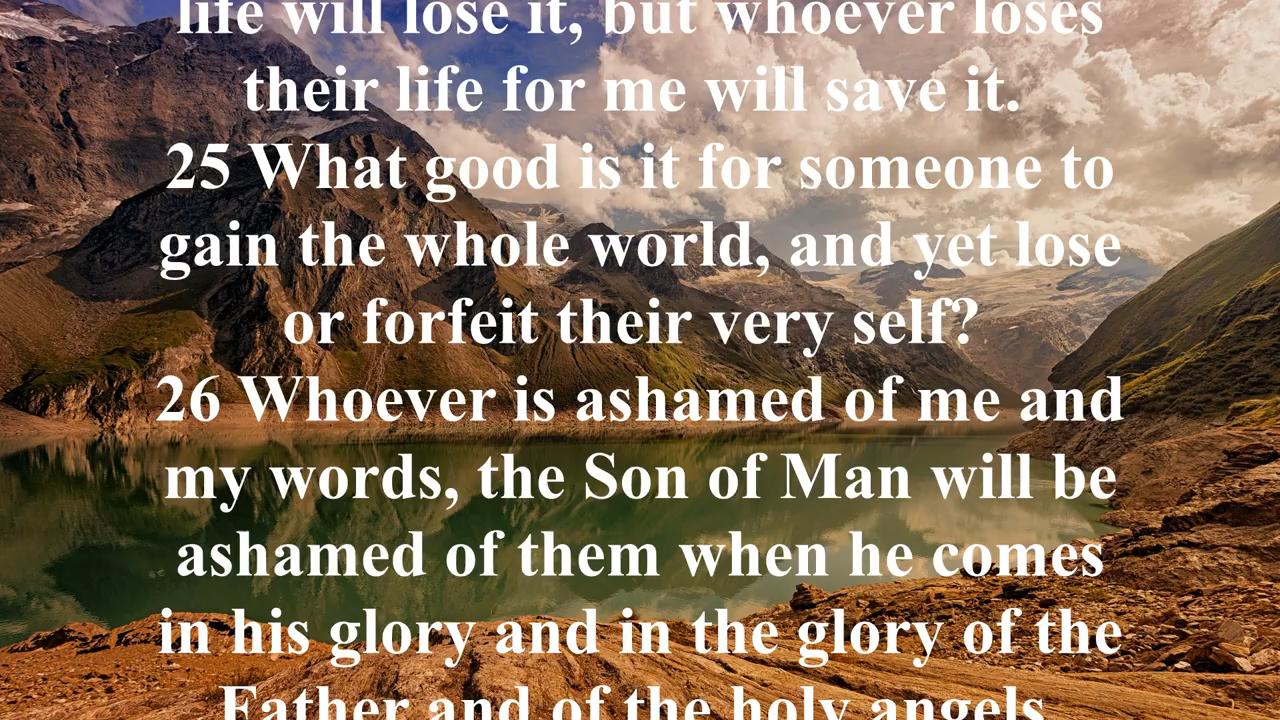 life will lose it, but whoever loses
their life for me will save it.
25 What good is it for someone to
gain the whole world, and yet lose
or forfeit their very self?
26 Whoever is ashamed of me and
my words, the Son of Man will be
ashamed of them when he comes
in his glory and in the glory of the
Father and of the holy angels.